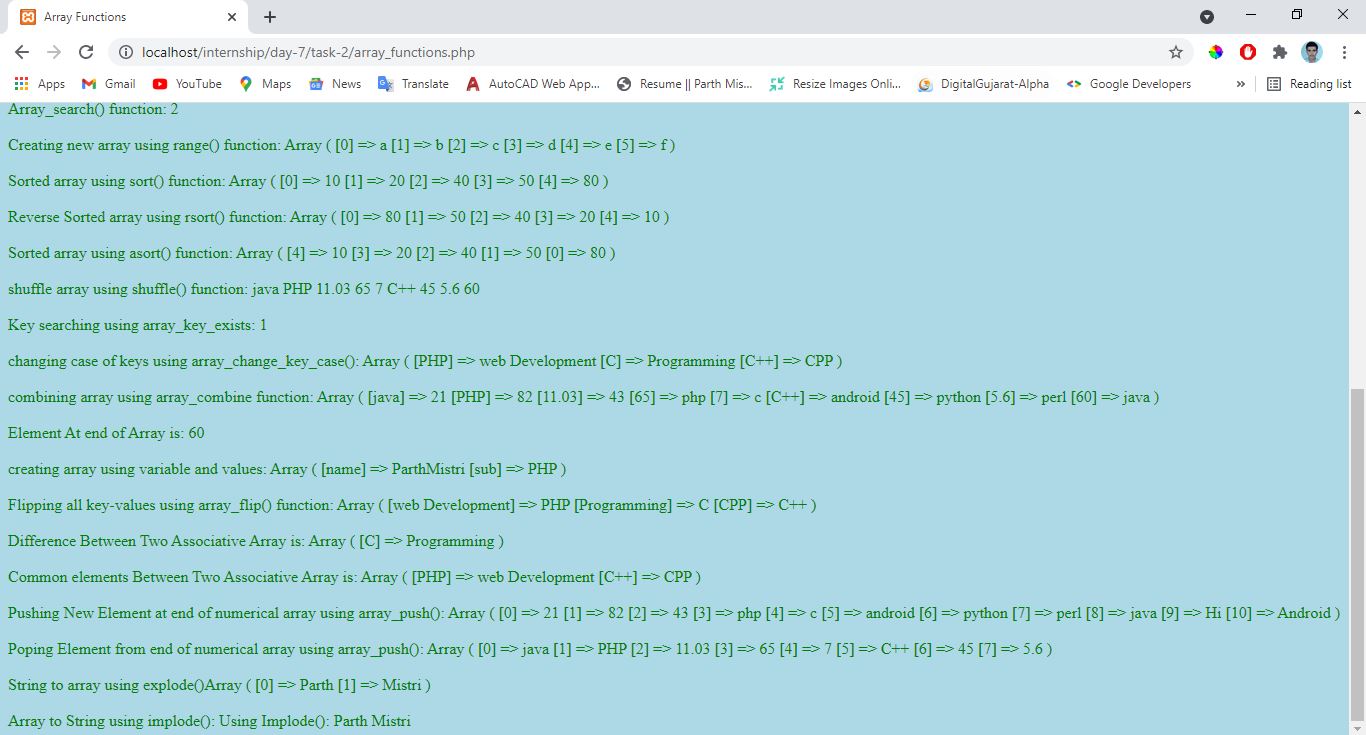 Array Functions
localhost/internship/day-7/task-2/array_functions.php
Apps Gmail YouTube Maps News Translate AutoCAD Web App... Resume || Parth Mis... Resize Images Onli... DigitalGujarat-Alpha Google Developers » Reading list
Array_search() function: 2
Creating new array using range() function: Array ( [0] => a [1] => b [2] => c [3] => d [4] => e [5] => f )
Sorted array using sort() function: Array ( [0] => 10 [1] => 20 [2] => 40 [3] => 50 [4] => 80 )
Reverse Sorted array using rsort() function: Array ( [0] => 80 [1] => 50 [2] => 40 [3] => 20 [4] => 10 )
Sorted array using asort() function: Array ( [4] => 10 [3] => 20 [2] => 40 [1] => 50 [0] => 80 )
shuffle array using shuffle() function: java PHP 11.03 65 7 C++ 45 5.6 60
Key searching using array_key_exists: 1
changing case of keys using array_change_key_case(): Array ( [PHP] => web Development [C] => Programming [C++] => CPP )
combining array using array_combine function: Array ( [java] => 21 [PHP] => 82 [11.03] => 43 [65] => php [7] => c [C++] => android [45] => python [5.6] => perl [60] => java )
Element At end of Array is: 60
creating array using variable and values: Array ( [name] => ParthMistri [sub] => PHP )
Flipping all key-values using array_flip() function: Array ( [web Development] => PHP [Programming] => C [CPP] => C++ )
Difference Between Two Associative Array is: Array ( [C] => Programming )
Common elements Between Two Associative Array is: Array ( [PHP] => web Development [C++] => CPP )
Pushing New Element at end of numerical array using array_push(): Array ( [0] => 21 [1] => 82 [2] => 43 [3] => php [4] => c [5] => android [6] => python [7] => perl [8] => java [9] => Hi [10] => Android )
Poping Element from end of numerical array using array_push(): Array ( [0] => java [1] => PHP [2] => 11.03 [3] => 65 [4] => 7 [5] => C++ [6] => 45 [7] => 5.6 )
String to array using explode()Array ( [0] => Parth [1] => Mistri )
Array to String using implode(): Using Implode(): Parth Mistri